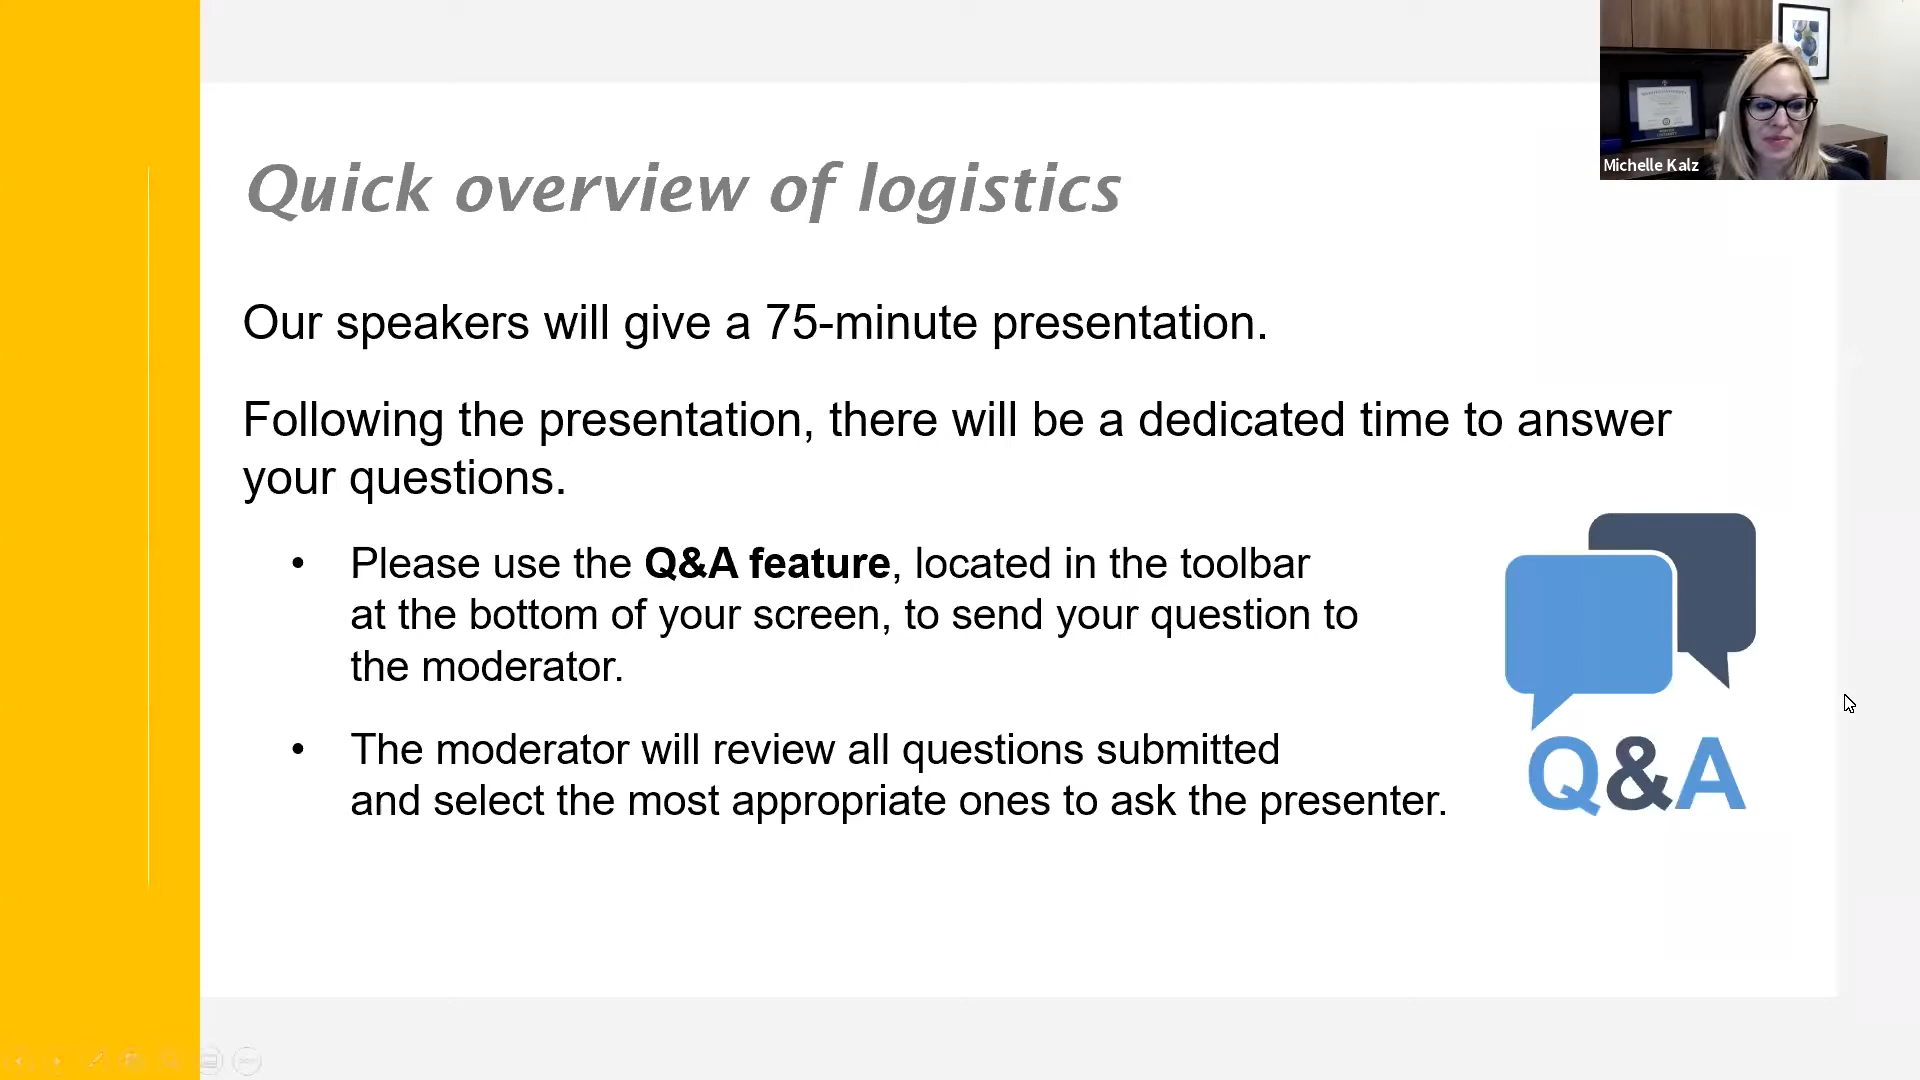 Michelle Kalz
Quick overview of logistics
Our speakers will give a 75-minute presentation.
Following the presentation, there will be a dedicated time to answer
your questions.
• Please use the Q&A feature, located in the toolbar
at the bottom of your screen, to send your question to
the moderator.
• The moderator will review all questions submitted
and select the most appropriate ones to ask the presenter.
Q&A